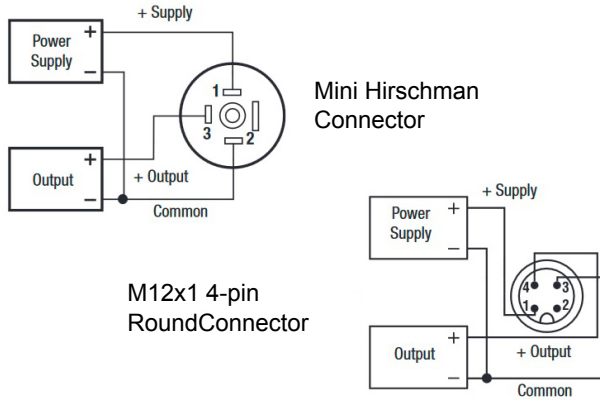 + Supply
Power
Supply
+
−
1
2
3
Mini Hirschman
Connector
Output
+
−
+ Output
Common
+ Supply
Power
Supply
+
−
4 3
1 2
M12x1 4-pin
RoundConnector
Output
+
−
+ Output
Common